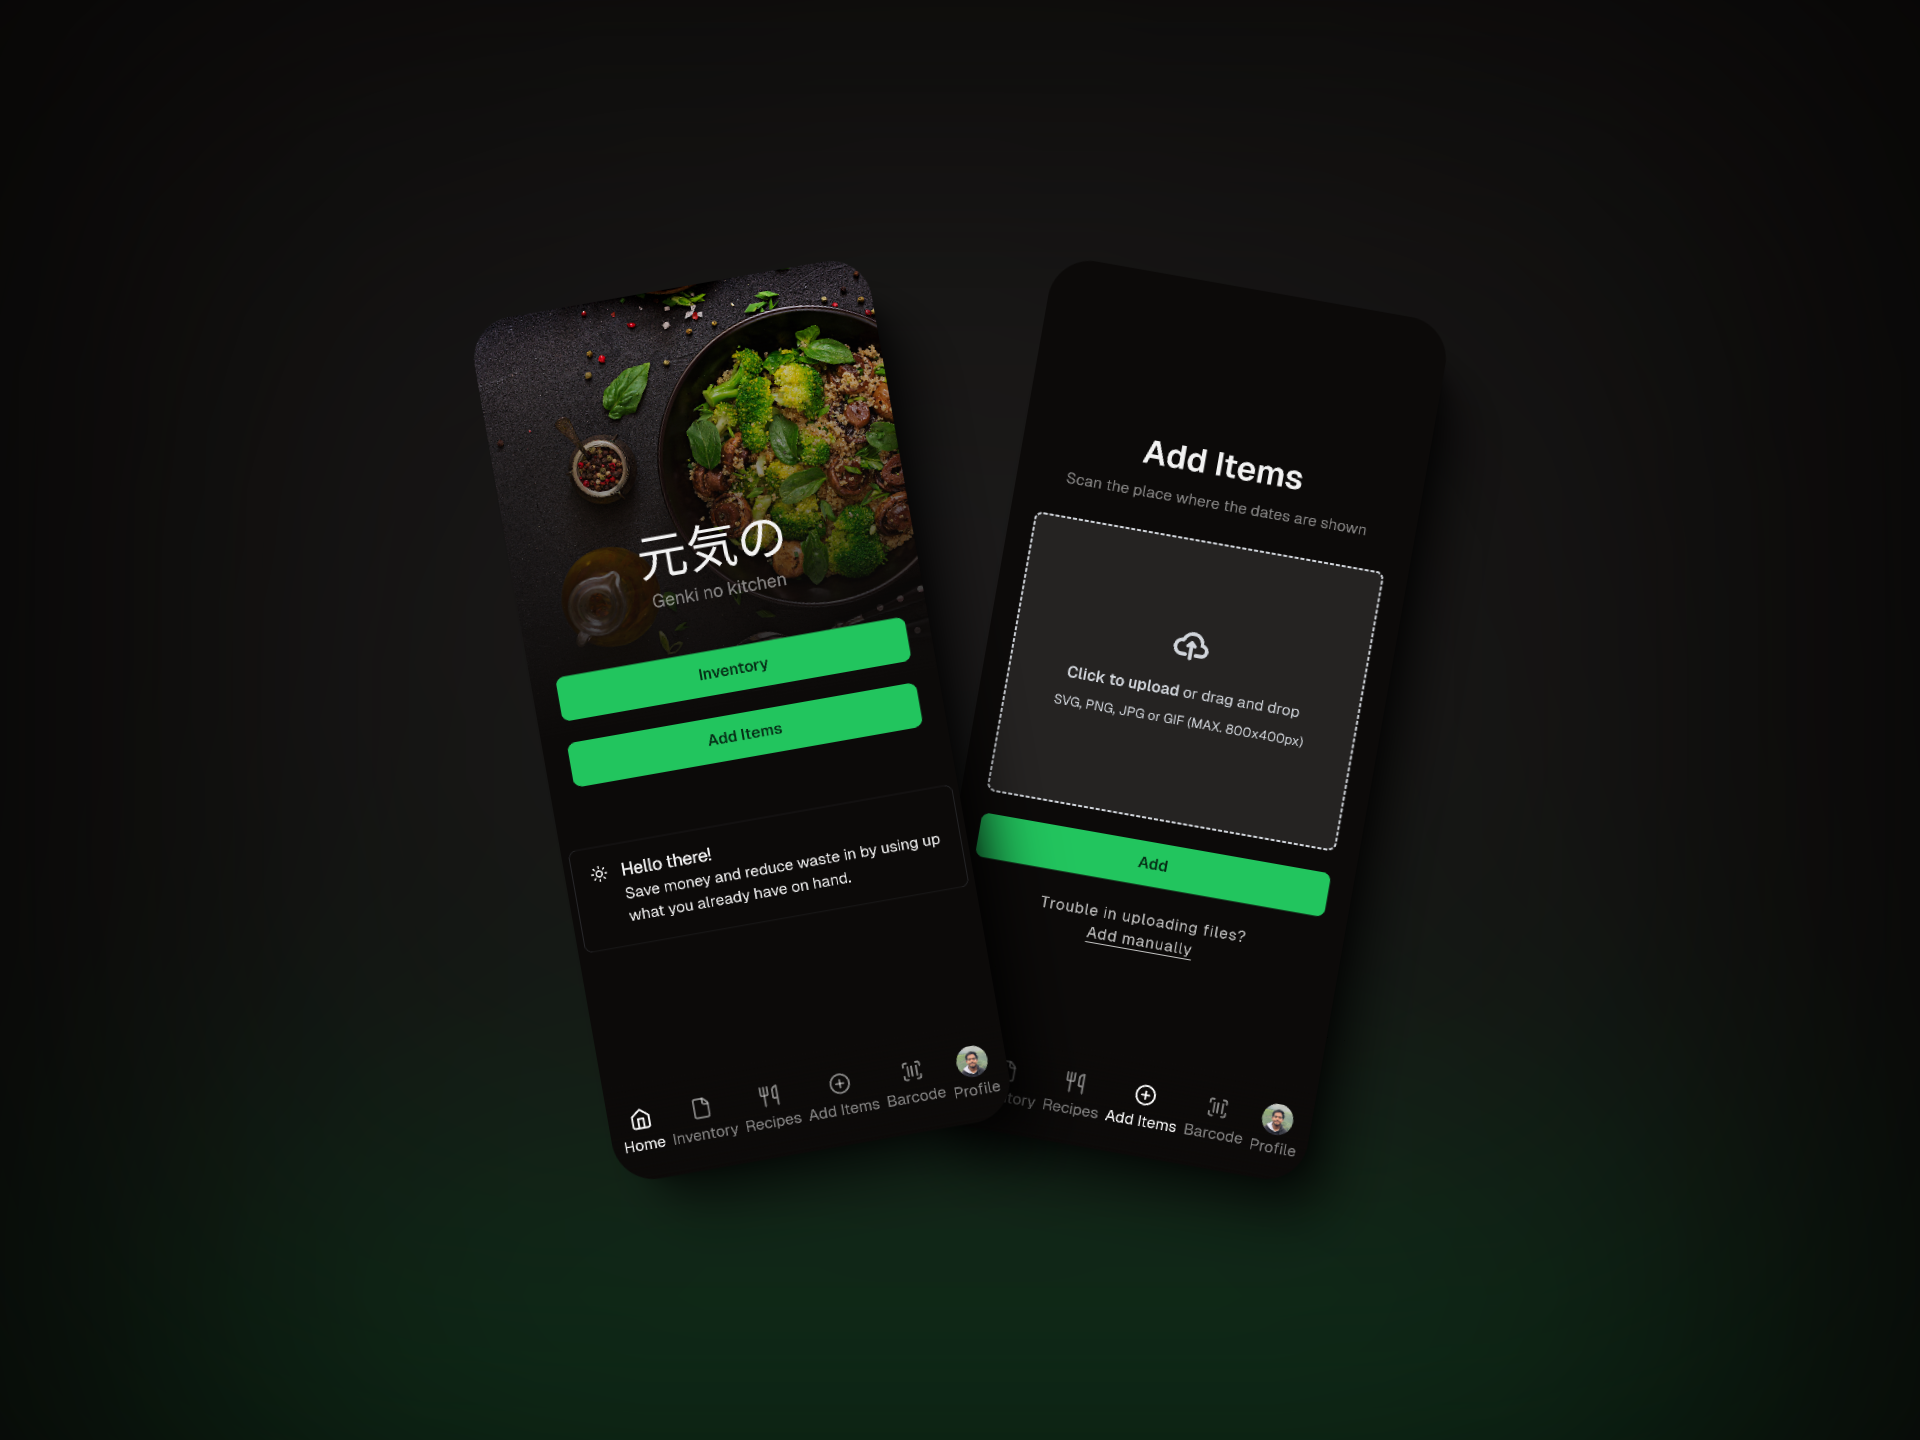 元気の
Genki no kitchen
Inventory
Add Items
Hello there!
Save money and reduce waste in by using up
what you already have on hand.
Home
Inventory
Recipes
Add Items
Barcode
Profile
Add Items
Scan the place where the dates are shown
Click to upload or drag and drop
SVG, PNG, JPG or GIF (MAX. 800x400px)
Add
Trouble in uploading files?
Add manually
tory
Recipes
Add Items
Barcode
Profile